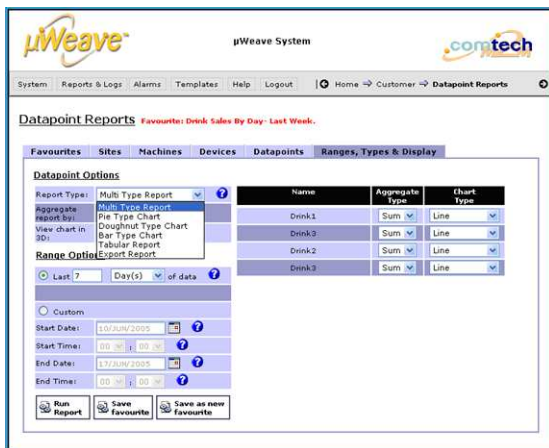 μWeave
μWeave System
comtech
System Reports & Logs Alarms Templates Help Logout Home Customer Datapoint Reports
Datapoint Reports Favourite: Drink Sales By Day- Last Week.
Favourites Sites Machines Devices Datapoints Ranges, Types & Display
Datapoint Options
Report Type: Multi Type Report
Multi Type Report
Pie Type Chart
Doughnut Type Chart
Bar Type Chart
Tabular Report
Export Report
Aggregate
report by:
View chart in
3D:
Name Aggregate Type Chart Type
Drink1 Sum Line
Drink3 Sum Line
Drink2 Sum Line
Drink3 Sum Line
Range Optio
Last 7 Day(s) of data
Custom
Start Date: 10/JUN/2005
Start Time: 00 : 00
End Date: 17/JUN/2005
End Time: 00 : 00
Run Report
Save favourite
Save as new favourite